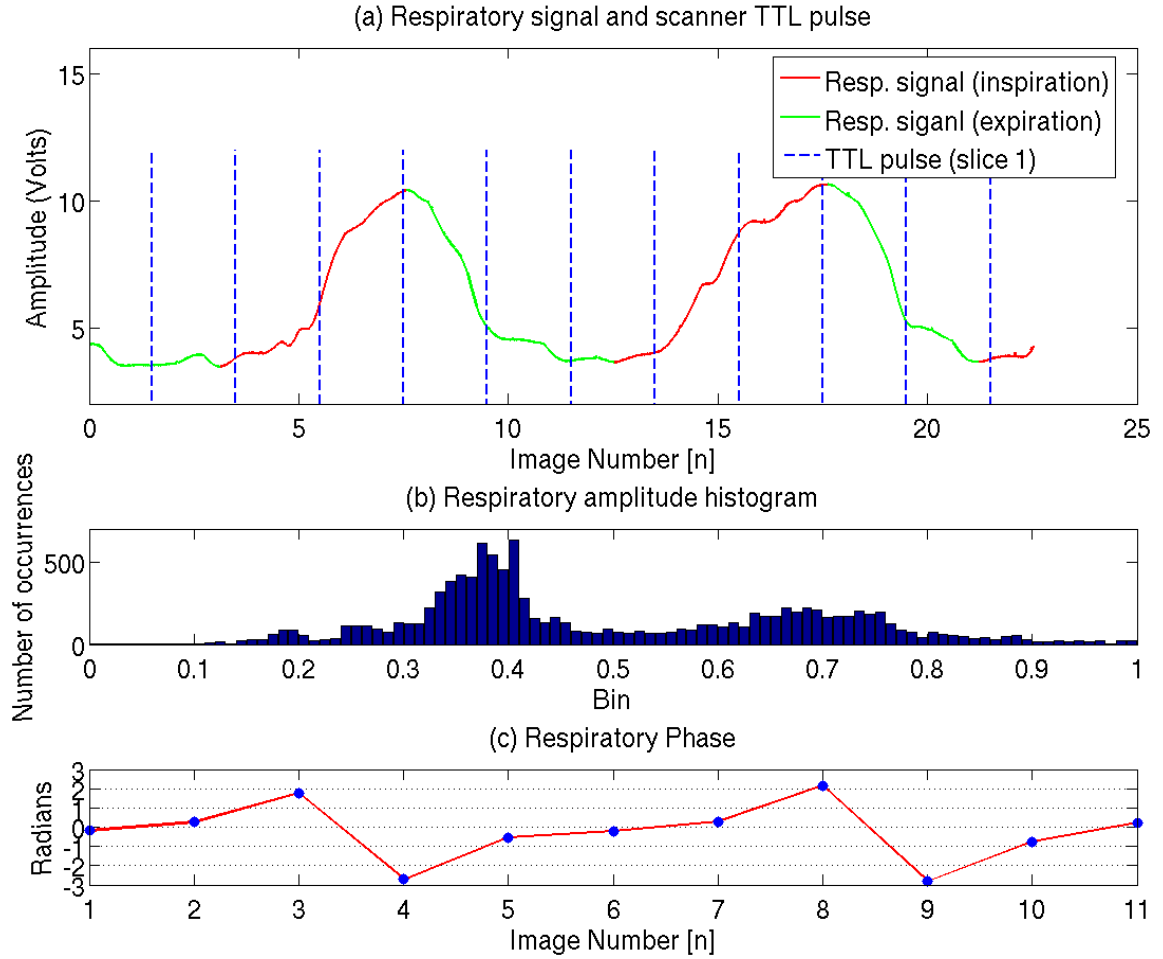 (a) Respiratory signal and scanner TTL pulse
Amplitude (Volts)
15
10
5
Resp. signal (inspiration)
Resp. siganl (expiration)
TTL pulse (slice 1)
0 5 10 15 20 25
Image Number [n]
(b) Respiratory amplitude histogram
Number of occurrences
500
0
0 0.1 0.2 0.3 0.4 0.5 0.6 0.7 0.8 0.9 1
Bin
(c) Respiratory Phase
Radians
3
2
1
0
-1
-2
-3
1 2 3 4 5 6 7 8 9 10 11
Image Number [n]